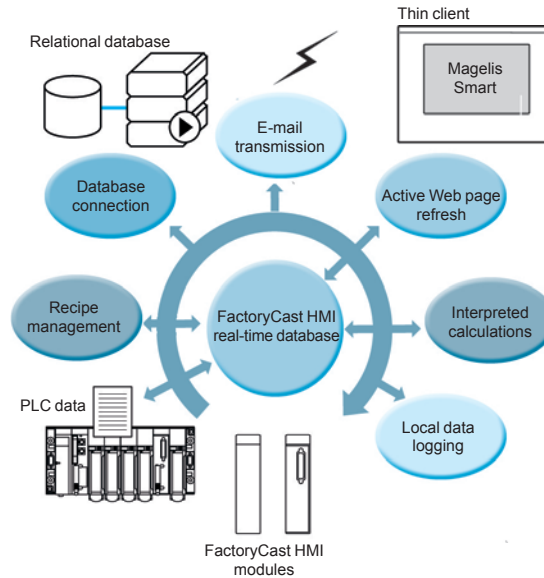 Thin client
Relational database
Magelis
Smart
E-mail
transmission
Database
connection
Active Web page
refresh
Recipe
management
FactoryCast HMI
real-time database
Interpreted
calculations
PLC data
Local data
logging
FactoryCast HMI
modules